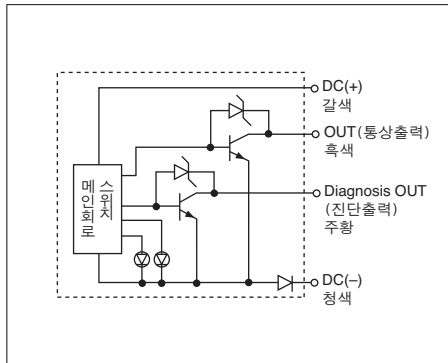 DC(+)
갈색
OUT(통상출력)
흑색
Diagnosis OUT
(진단출력)
주황
스위치
메인회로
DC(–)
청색